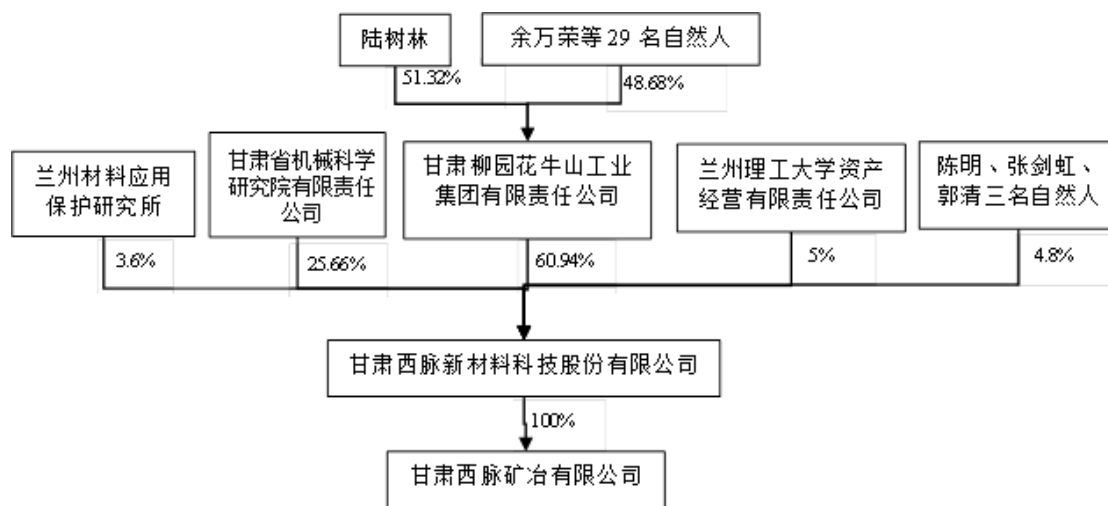 陆树林
余万荣等29 名自然人
51.32%
48.68%
兰州材料应用
保护研究所
甘肃省机械科学
研究院有限责任
公司
甘肃柳园花牛山工业
集团有限责任公司
兰州理工大学资产
经营有限责任公司
陈明、张剑虹、
郭清三名自然人
3.6%
25.66%
60.94%
5%
4.8%
甘肃西脉新材料科技股份有限公司
100%
甘肃西脉矿冶有限公司